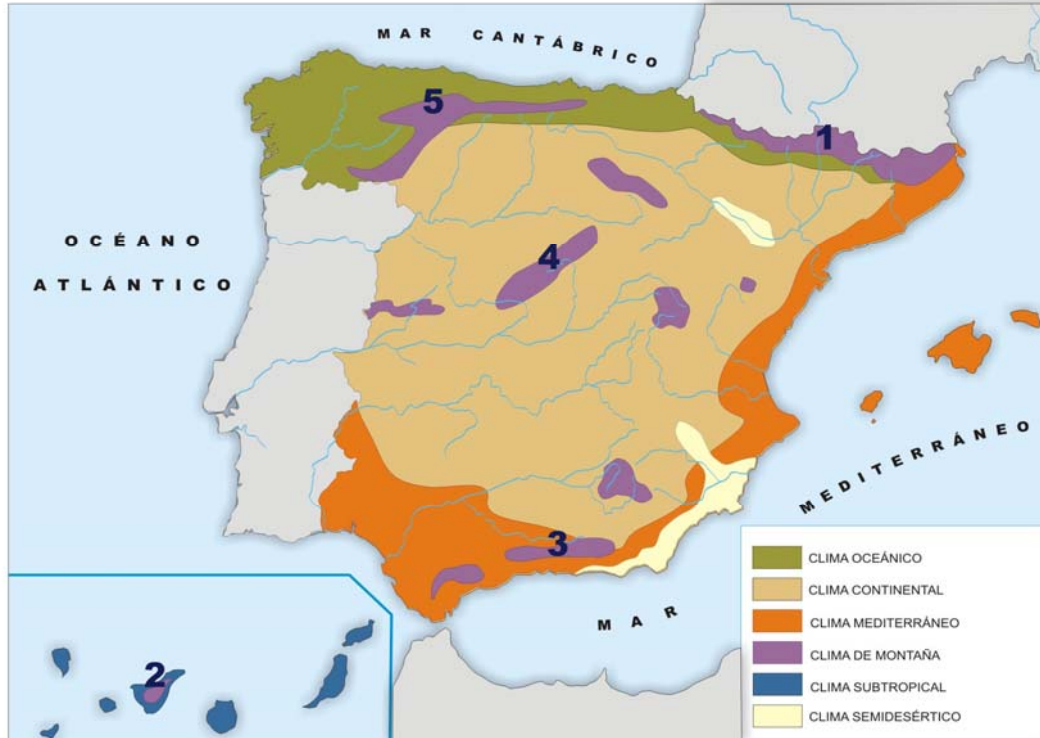 MAR CANTÁBRICO
5
1
OCÉANO
ATLÁNTICO
4
MEDITERRÁNEO
3
MAR
2
CLIMA OCEÁNICO
CLIMA CONTINENTAL
CLIMA MEDITERRÁNEO
CLIMA DE MONTAÑA
CLIMA SUBTROPICAL
CLIMA SEMIDESÉRTICO